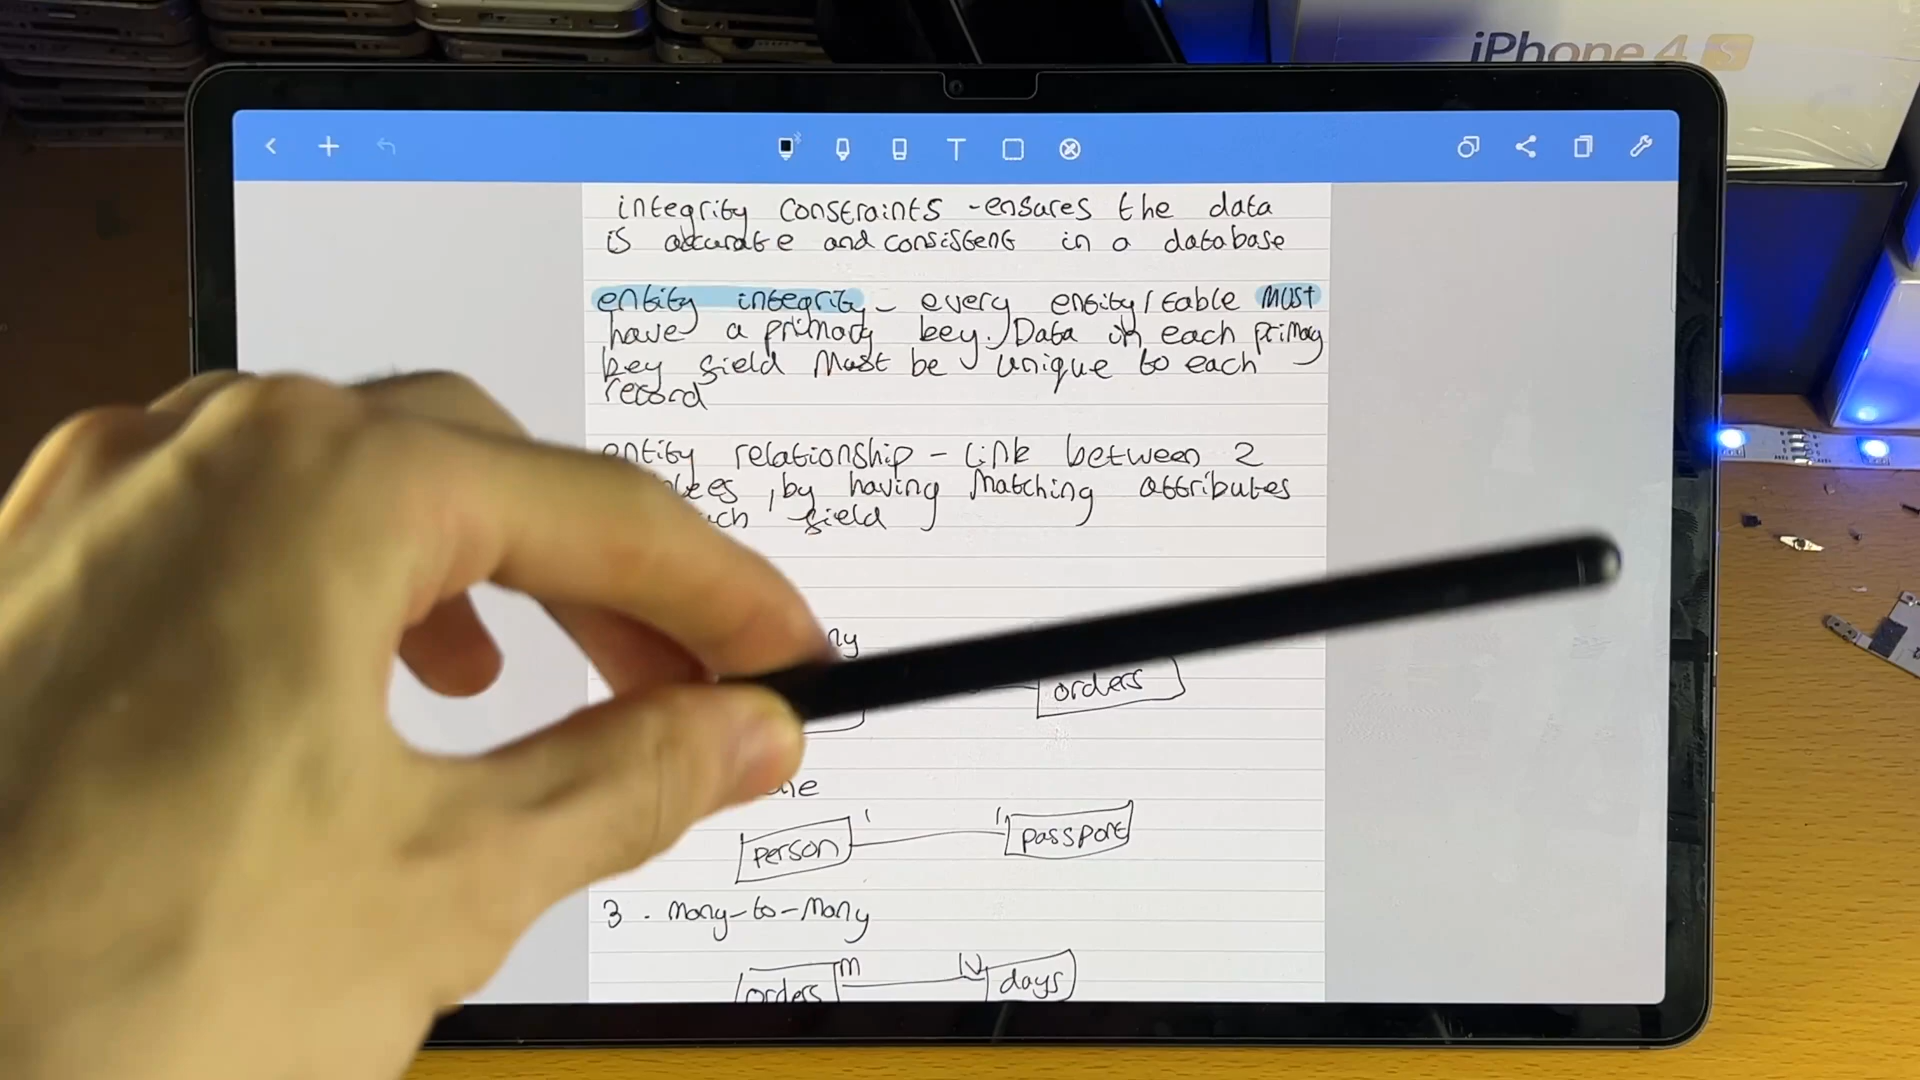 iPhone 4 S
integrity constraints - ensures the data
is accurate and consistent in a database
entity integrity - every entity/table must
have a primary key. Data in each primary
key field Must be unique to each
record
entity relationship - link between 2
, by having Matching attributes
field
orders
person 1 1 passport
3. Many-to-Many
orders M N days